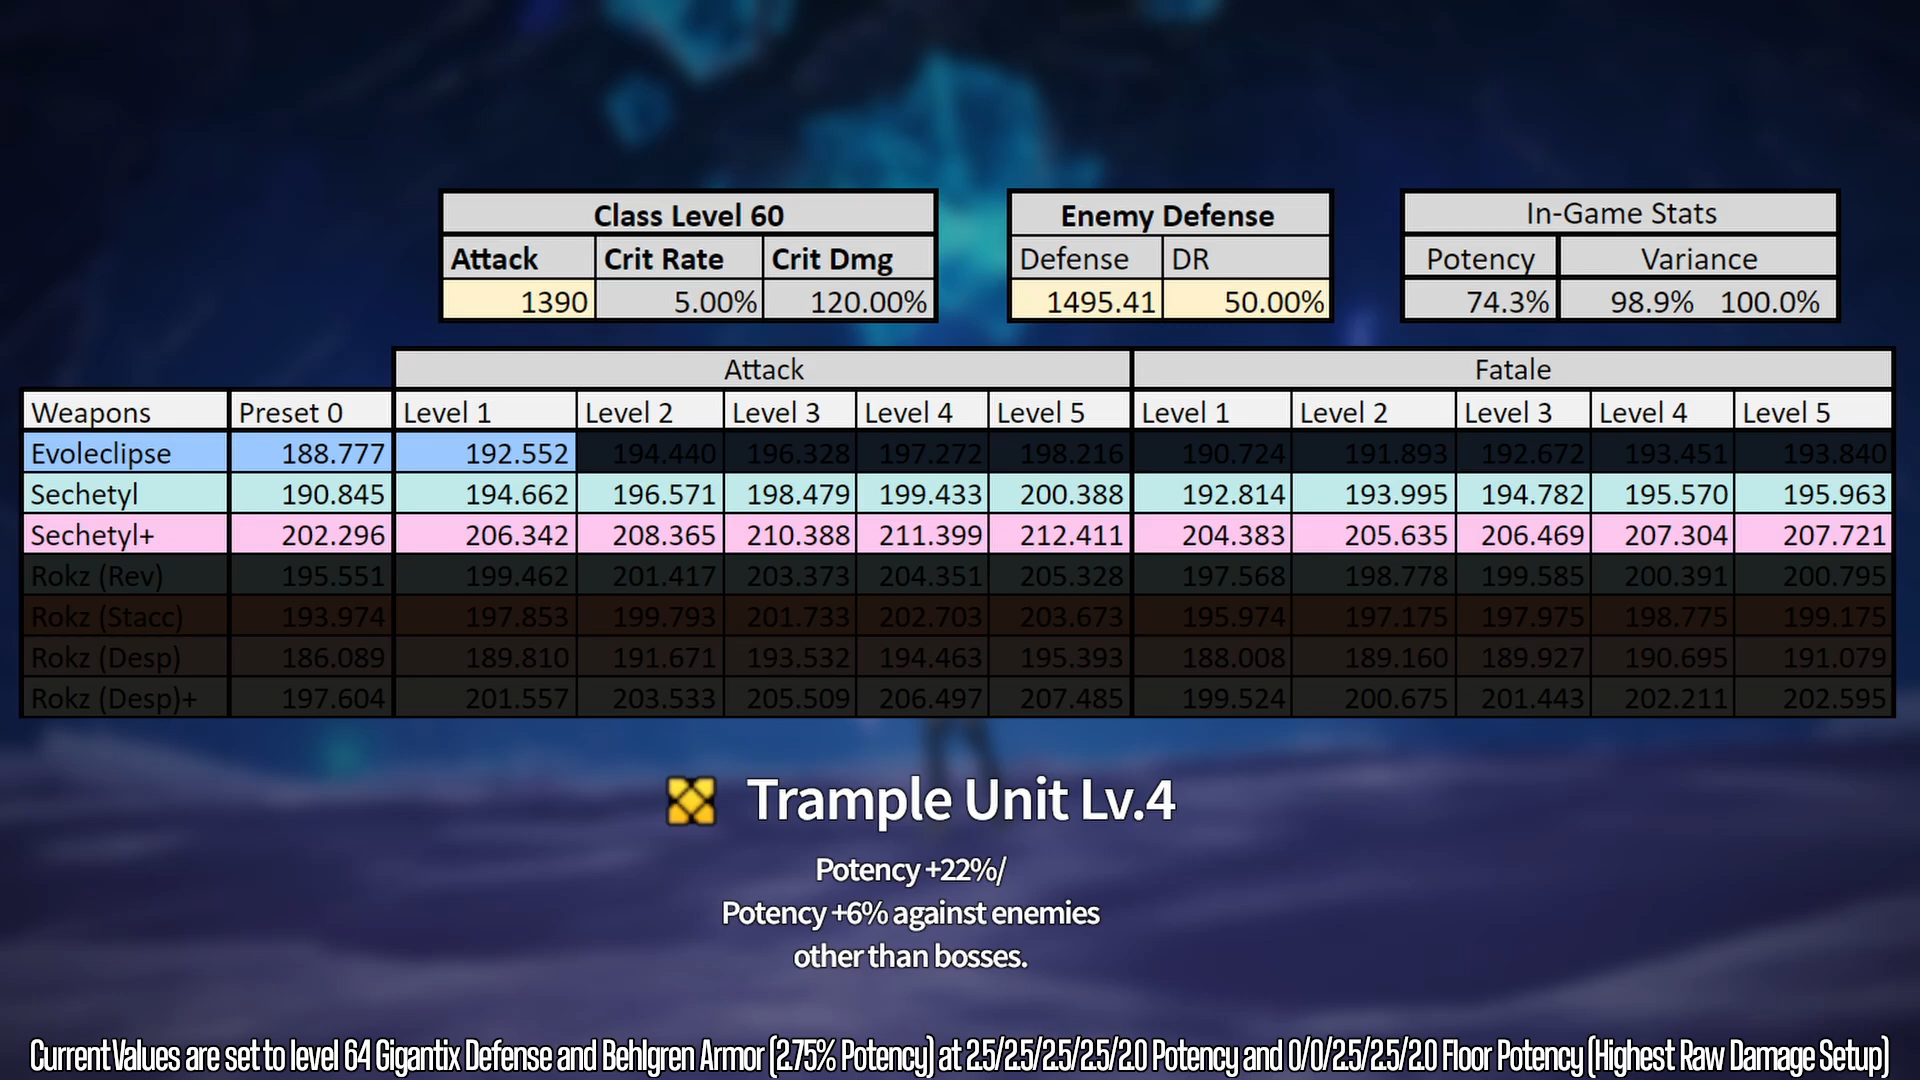 Class Level 60
Attack Crit Rate Crit Dmg
1390 5.00% 120.00%
Enemy Defense
Defense DR
1495.41 50.00%
In-Game Stats
Potency Variance
74.3% 98.9% 100.0%
Attack Fatale
Weapons Preset 0 Level 1 Level 2 Level 3 Level 4 Level 5 Level 1 Level 2 Level 3 Level 4 Level 5
Evoleclipse 188.777 192.552 194.440 196.328 197.272 198.216 190.724 191.893 192.672 193.451 193.840
Sechetyl 190.845 194.662 196.571 198.479 199.433 200.388 192.814 193.995 194.782 195.570 195.963
Sechetyl+ 202.296 206.342 208.365 210.388 211.399 212.411 204.383 205.635 206.469 207.304 207.721
Rokz (Rev) 195.551 199.462 201.417 203.373 204.351 205.328 197.568 198.778 199.585 200.391 200.795
Rokz (Stacc) 193.974 197.853 199.793 201.733 202.703 203.673 195.974 197.175 197.975 198.775 199.175
Rokz (Desp) 186.089 189.810 191.671 193.532 194.463 195.393 188.008 189.160 189.927 190.695 191.079
Rokz (Desp)+ 197.604 201.557 203.533 205.509 206.497 207.485 199.524 200.675 201.443 202.211 202.595
Trample Unit Lv.4
Potency +22%/
Potency +6% against enemies
other than bosses.
Current Values are set to level 64 Gigantix Defense and Behlgren Armor (2.75% Potency) at 2.5/2.5/2.5/2.5/2.0 Potency and 0/0/2.5/2.5/2.0 Floor Potency (Highest Raw Damage Setup)